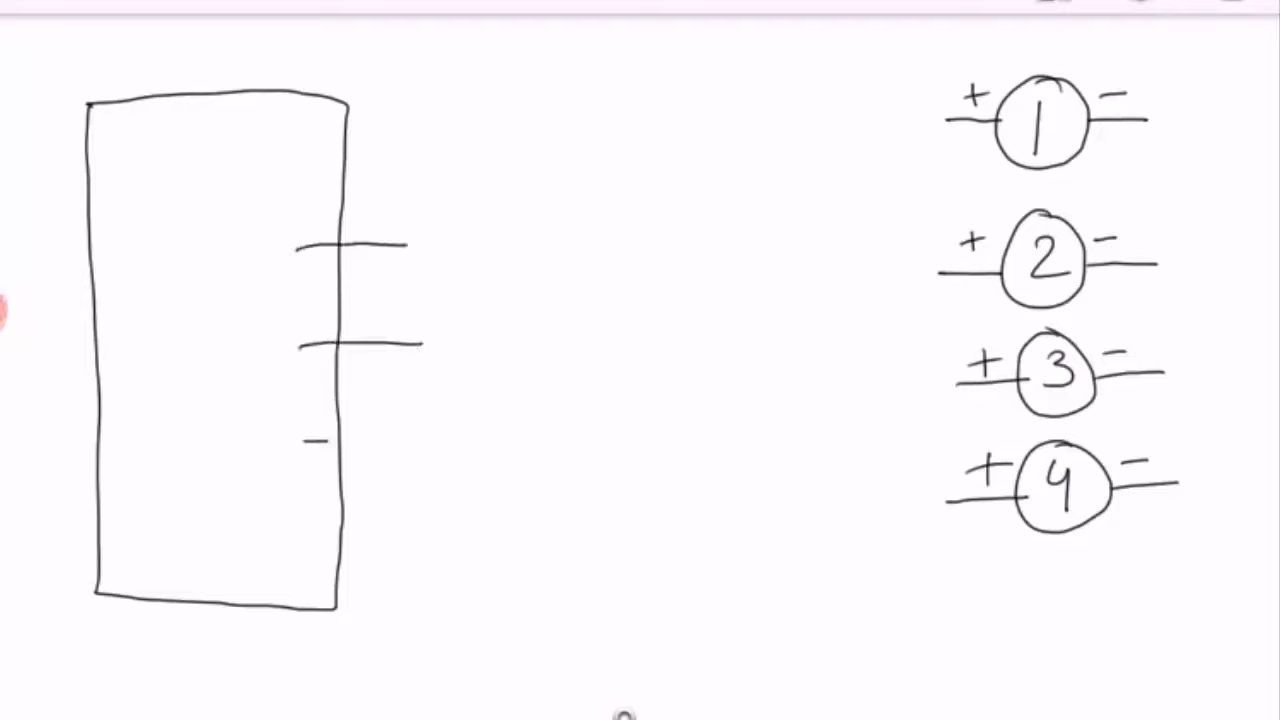 + 1 −
+ 2 −
+ 3 −
+ 4 −